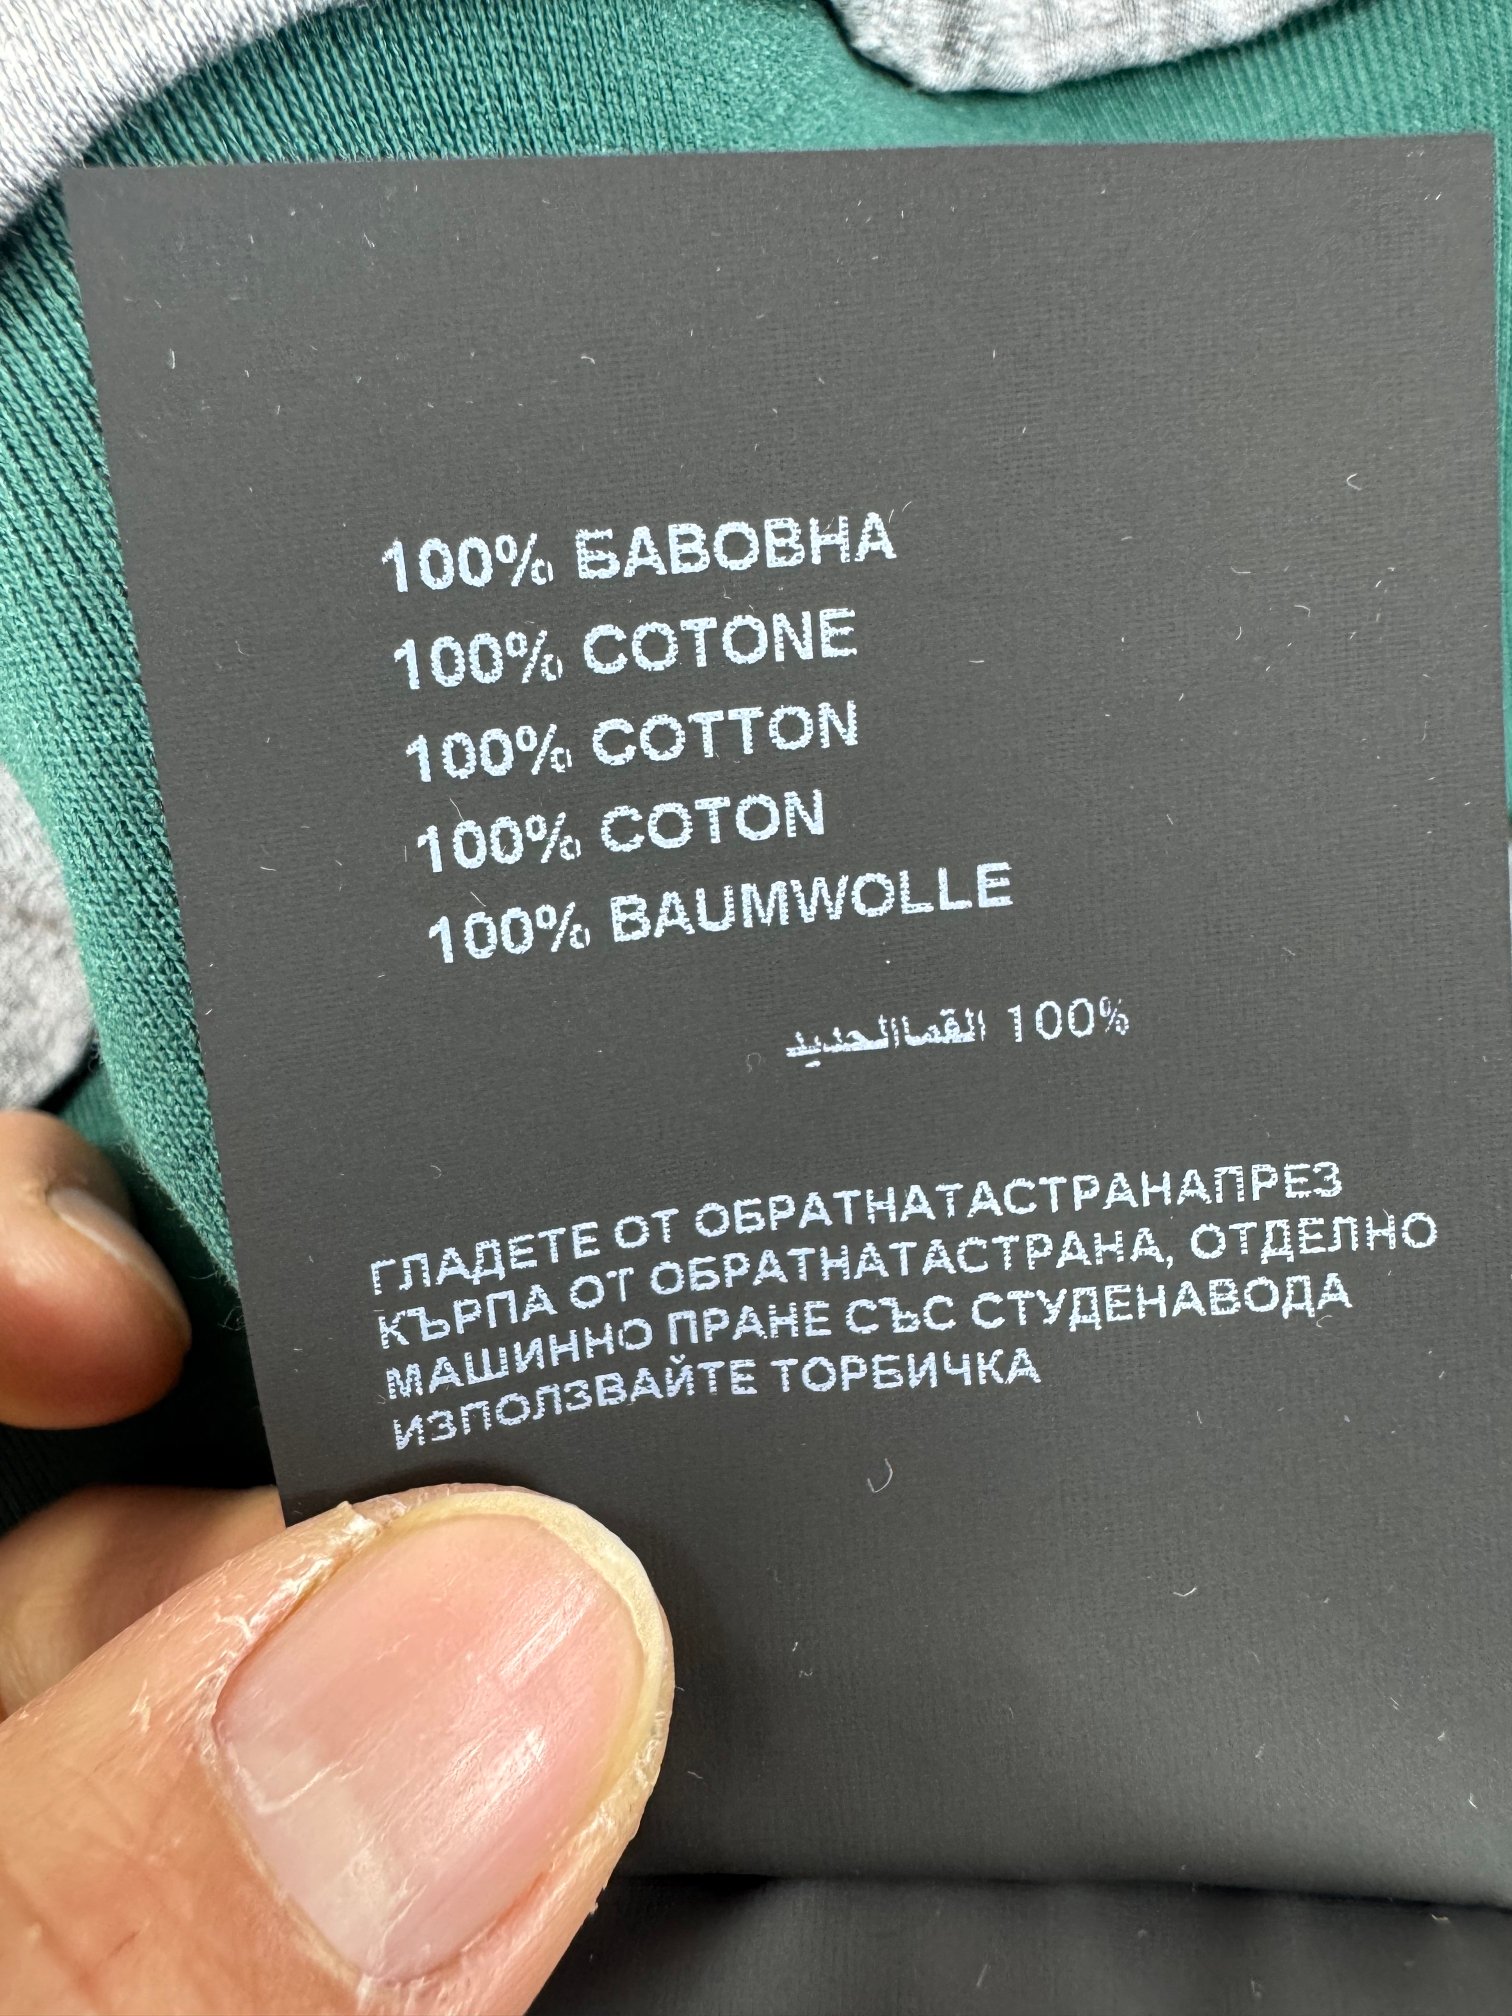 100% БАВОВНА
100% COTONE
100% COTTON
100% COTON
100% BAUMWOLLE
100% القماالحديد
ГЛАДЕТЕ ОТ ОБРАТНАТАСТРАНАПРЕЗ
КЪРПА ОТ ОБРАТНАТАСТРАНА, ОТДЕЛНО
МАШИННО ПРАНЕ СЪС СТУДЕНАВОДА
ИЗПОЛЗВАЙТЕ ТОРБИЧКА